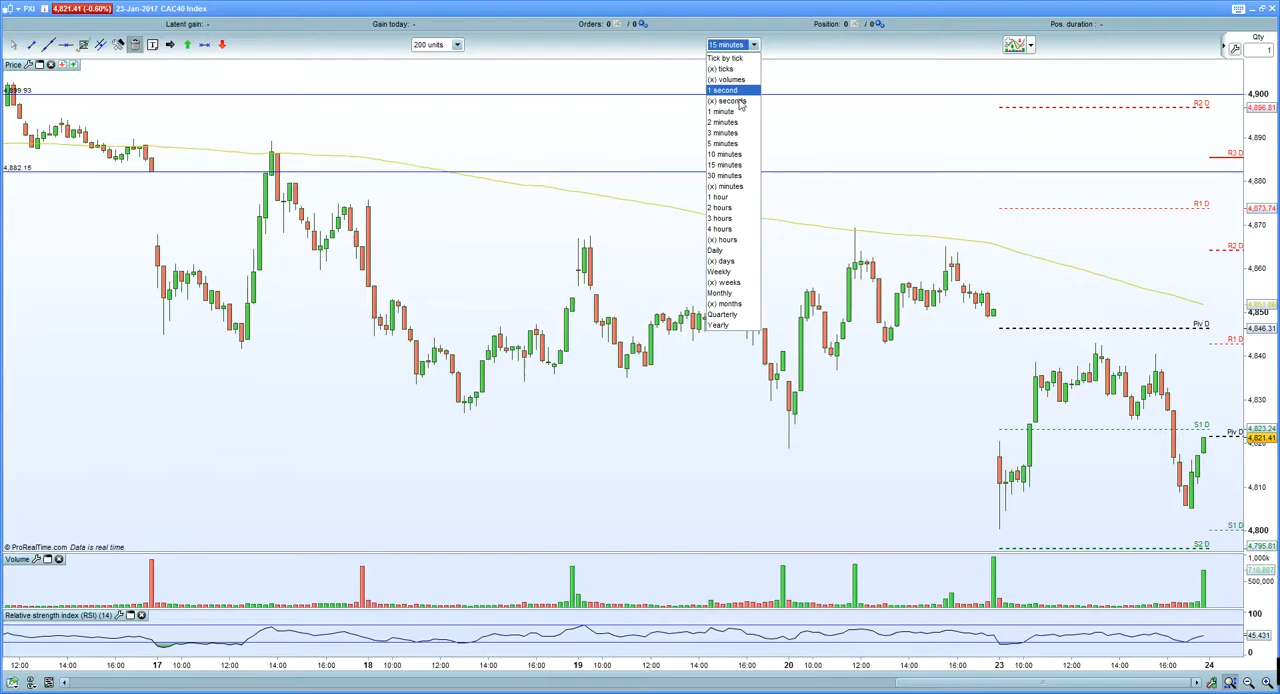 PXI 4,821.41 (-0.60%) 23-Jan-2017 CAC40 Index
Latent gain: - Gain today: - Orders: 0 / 0 Position: 0 / 0 Pos. duration : -
200 units 15 minutes Qty
1
Price
Tick by tick
(x) ticks
(x) volumes
1 second
(x) seconds
1 minute
2 minutes
3 minutes
5 minutes
10 minutes
15 minutes
30 minutes
(x) minutes
1 hour
2 hours
3 hours
4 hours
(x) hours
Daily
(x) days
Weekly
(x) weeks
Monthly
(x) months
Quarterly
Yearly
4,899.93
4,882.15
R2 D
R3 D
R1 D
R2 D
Piv D
R1 D
S1 D
Piv D
S1 D
S2 D
4,900
4,896.81
4,890
4,880
4,873.74
4,870
4,860
4,850
4,846.31
4,840
4,830
4,823.24
4,821.41
4,810
4,800
4,795.81
© ProRealTime.com Data is real time
Volume
1,000k
710,807
500,000
Relative strength index (RSI) (14)
100
45.431
0
12:00 14:00 16:00 17 10:00 12:00 14:00 16:00 18 10:00 12:00 14:00 16:00 19 10:00 12:00 14:00 16:00 20 10:00 12:00 14:00 16:00 23 10:00 12:00 14:00 16:00 24